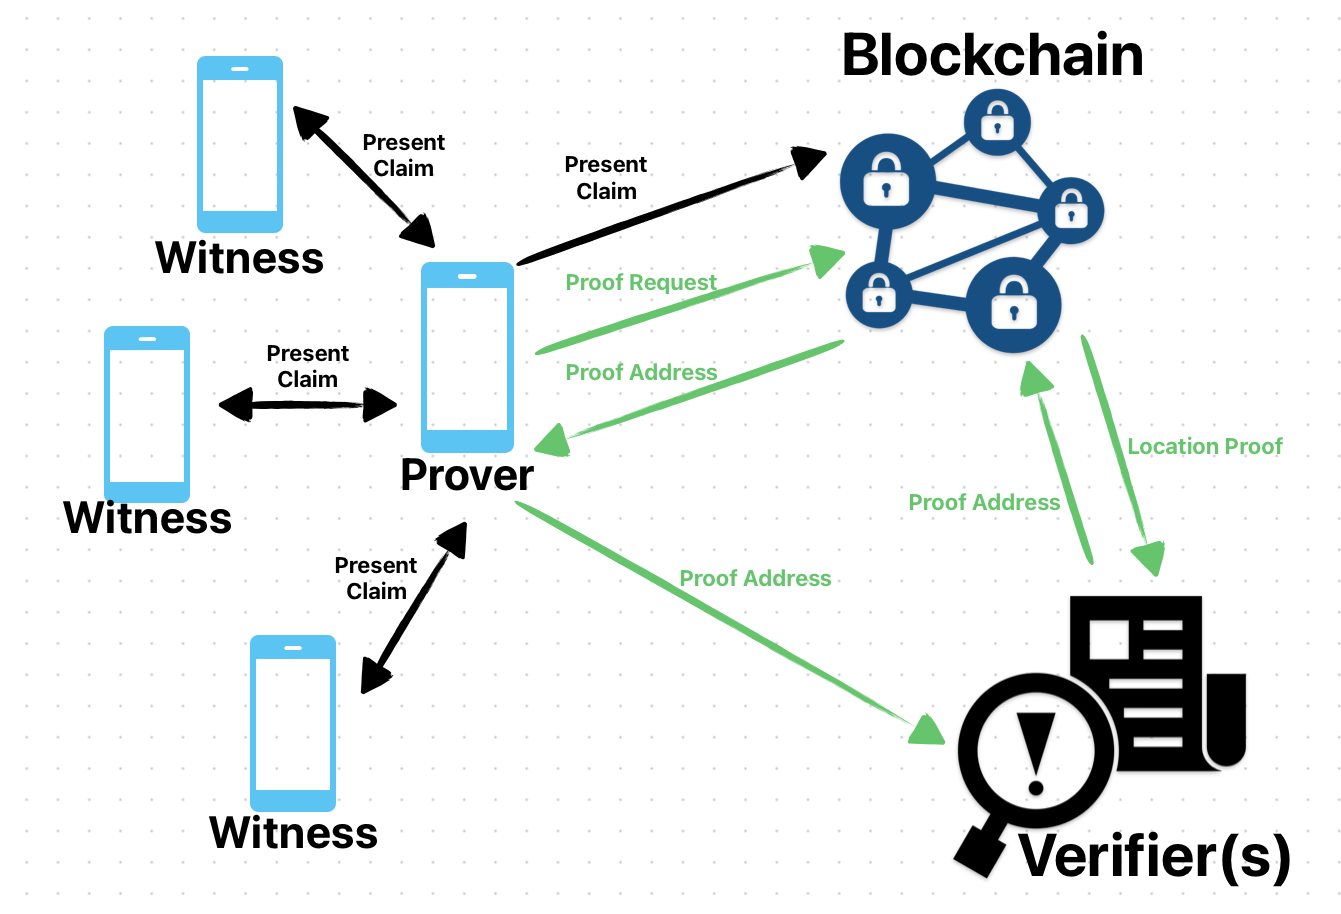 Blockchain
Present
Claim
Present
Claim
Witness
Proof Request
Present
Claim
Proof Address
Prover
Location Proof
Proof Address
Witness
Present
Claim
Proof Address
Witness
Verifier(s)